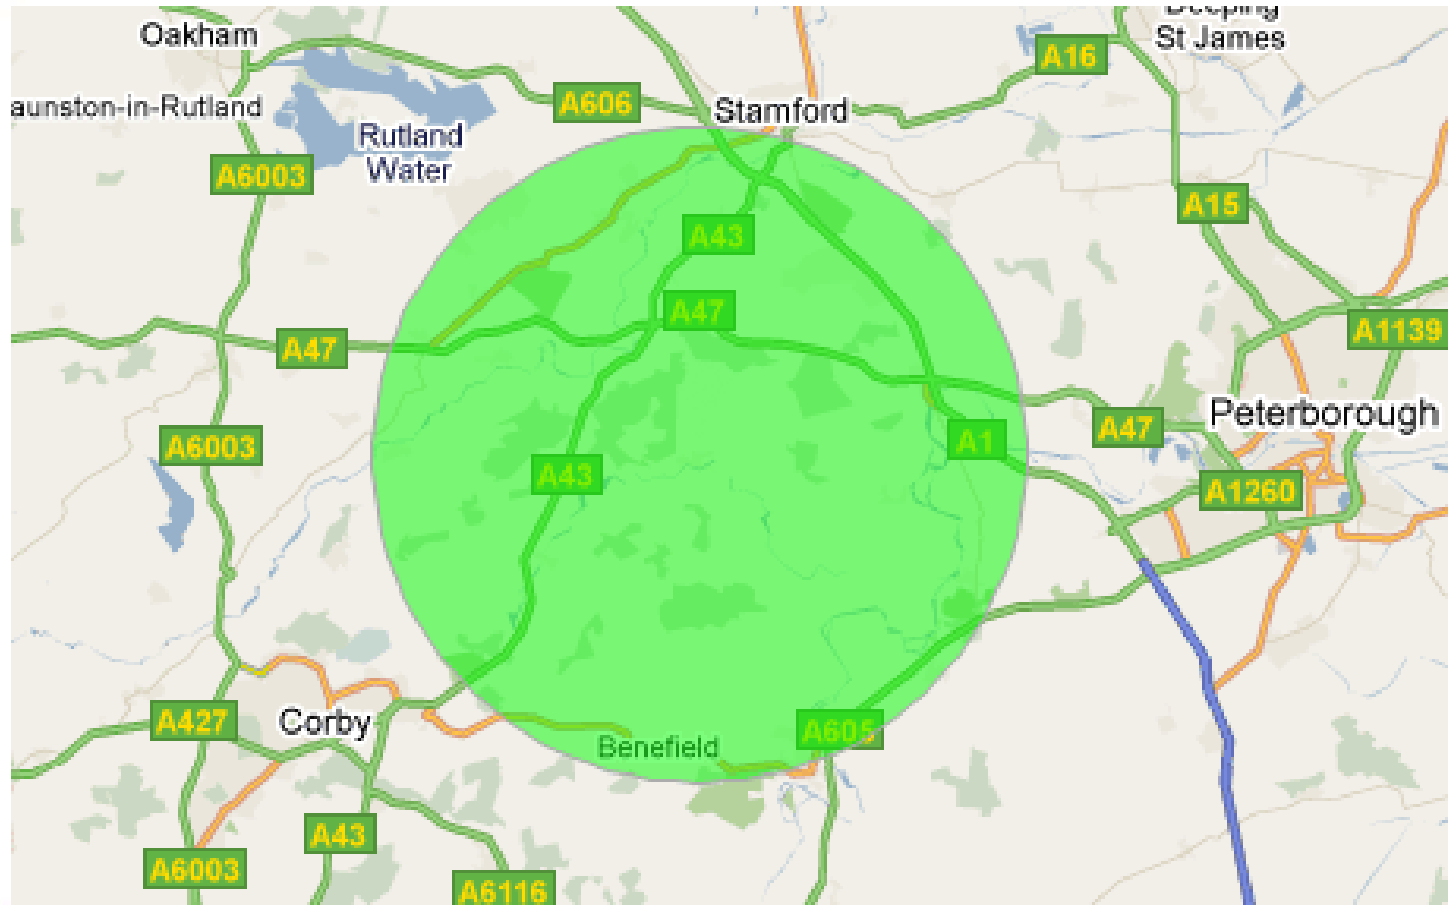 Deeping
St James
Oakham
A16
A606
Stamford
aunston-in-Rutland
Rutland
Water
A6003
A15
A43
A47
A1139
A47
Peterborough
A47
A6003
A1
A43
A1260
A427
Corby
A605
Benefield
A43
A6003
A6116